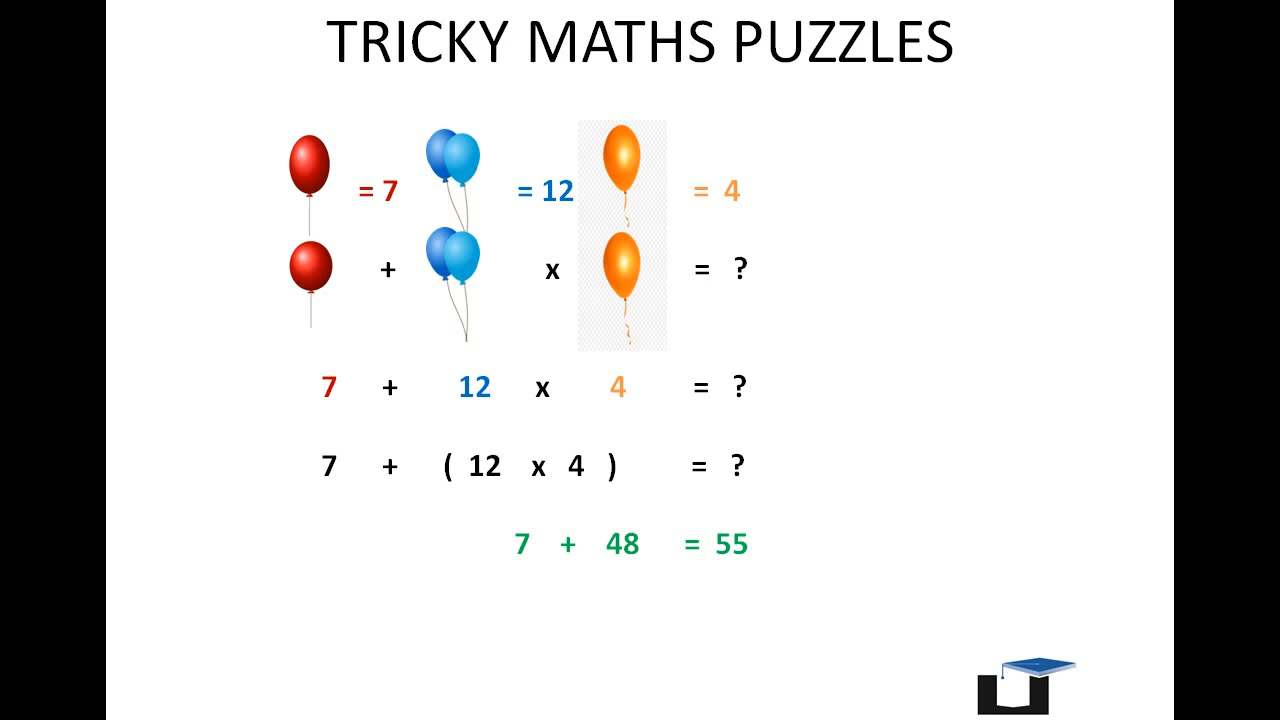 TRICKY MATHS PUZZLES
= 7 = 12 = 4
+ x = ?
7 + 12 x 4 = ?
7 + ( 12 x 4 ) = ?
7 + 48 = 55